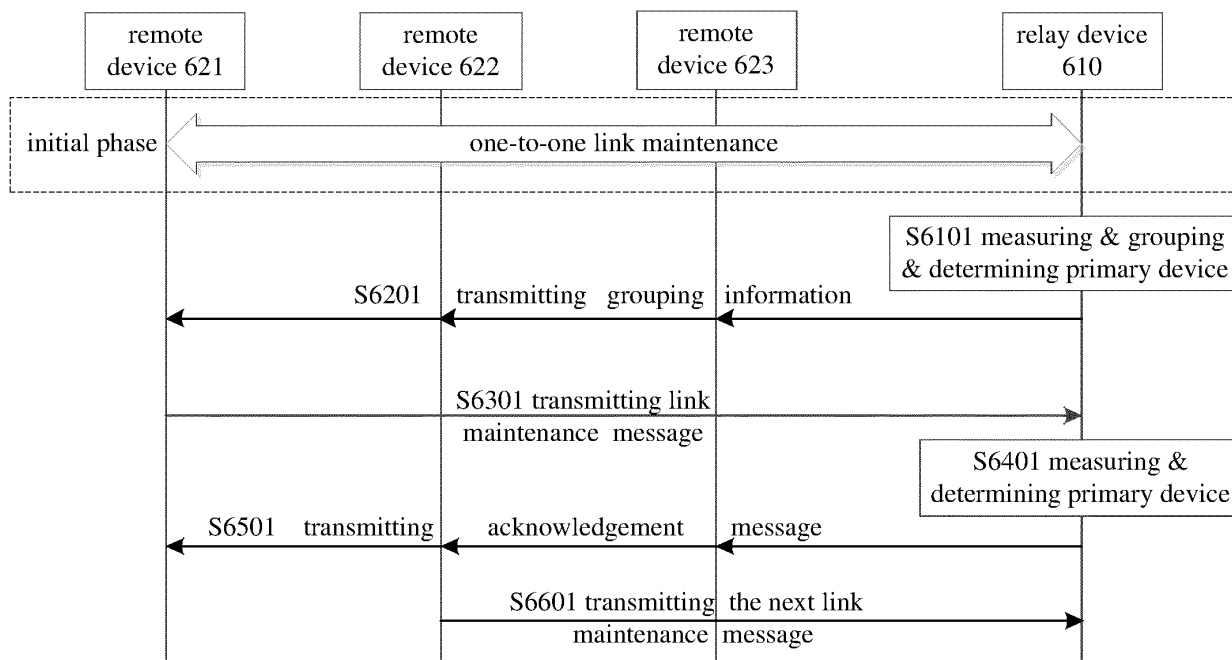 remote
device 621
remote
device 622
remote
device 623
relay device
610
initial phase
one-to-one link maintenance
S6101 measuring & grouping
& determining primary device
S6201 transmitting grouping information
S6301 transmitting link
maintenance message
S6401 measuring &
determining primary device
S6501 transmitting acknowledgement message
S6601 transmitting the next link
maintenance message